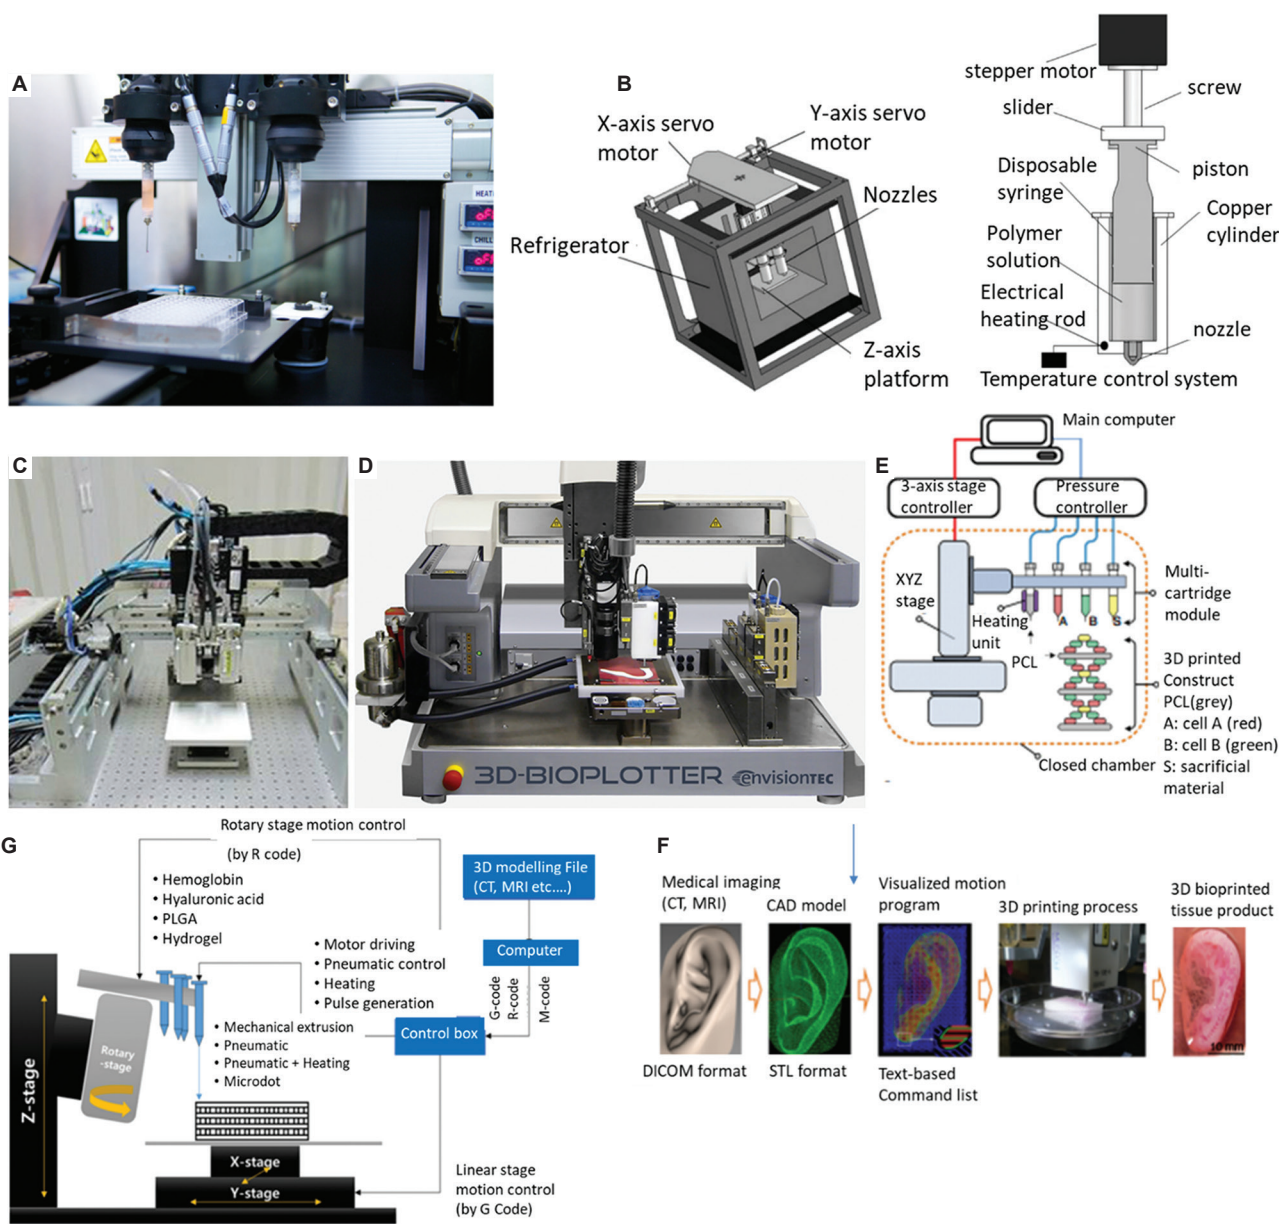 A
HEAT
CHILL
B
X-axis servo
motor
Y-axis servo
motor
Nozzles
Refrigerator
Z-axis
platform
stepper motor
screw
slider
Disposable
syringe
piston
Copper
cylinder
Polymer
solution
Electrical
heating rod
nozzle
Temperature control system
C
D
3D-BIOPLOTTER envisionTEC
E
Main computer
3-axis stage
controller
Pressure
controller
XYZ
stage
Heating
unit
PCL
A B S
Multi-
cartridge
module
3D printed
Construct
PCL(grey)
A: cell A (red)
B: cell B (green)
S: sacrificial
material
Closed chamber
G
Rotary stage motion control
(by R code)
• Hemoglobin
• Hyaluronic acid
• PLGA
• Hydrogel
• Motor driving
• Pneumatic control
• Heating
• Pulse generation
3D modelling File
(CT, MRI etc....)
Computer
G-code
R-code
M-code
Control box
• Mechanical extrusion
• Pneumatic
• Pneumatic + Heating
• Microdot
Rotary
-stage
Z-stage
X-stage
Y-stage
Linear stage
motion control
(by G Code)
F
Medical imaging
(CT, MRI)
CAD model
Visualized motion
program
3D printing process
3D bioprinted
tissue product
10 mm
DICOM format
STL format
Text-based
Command list